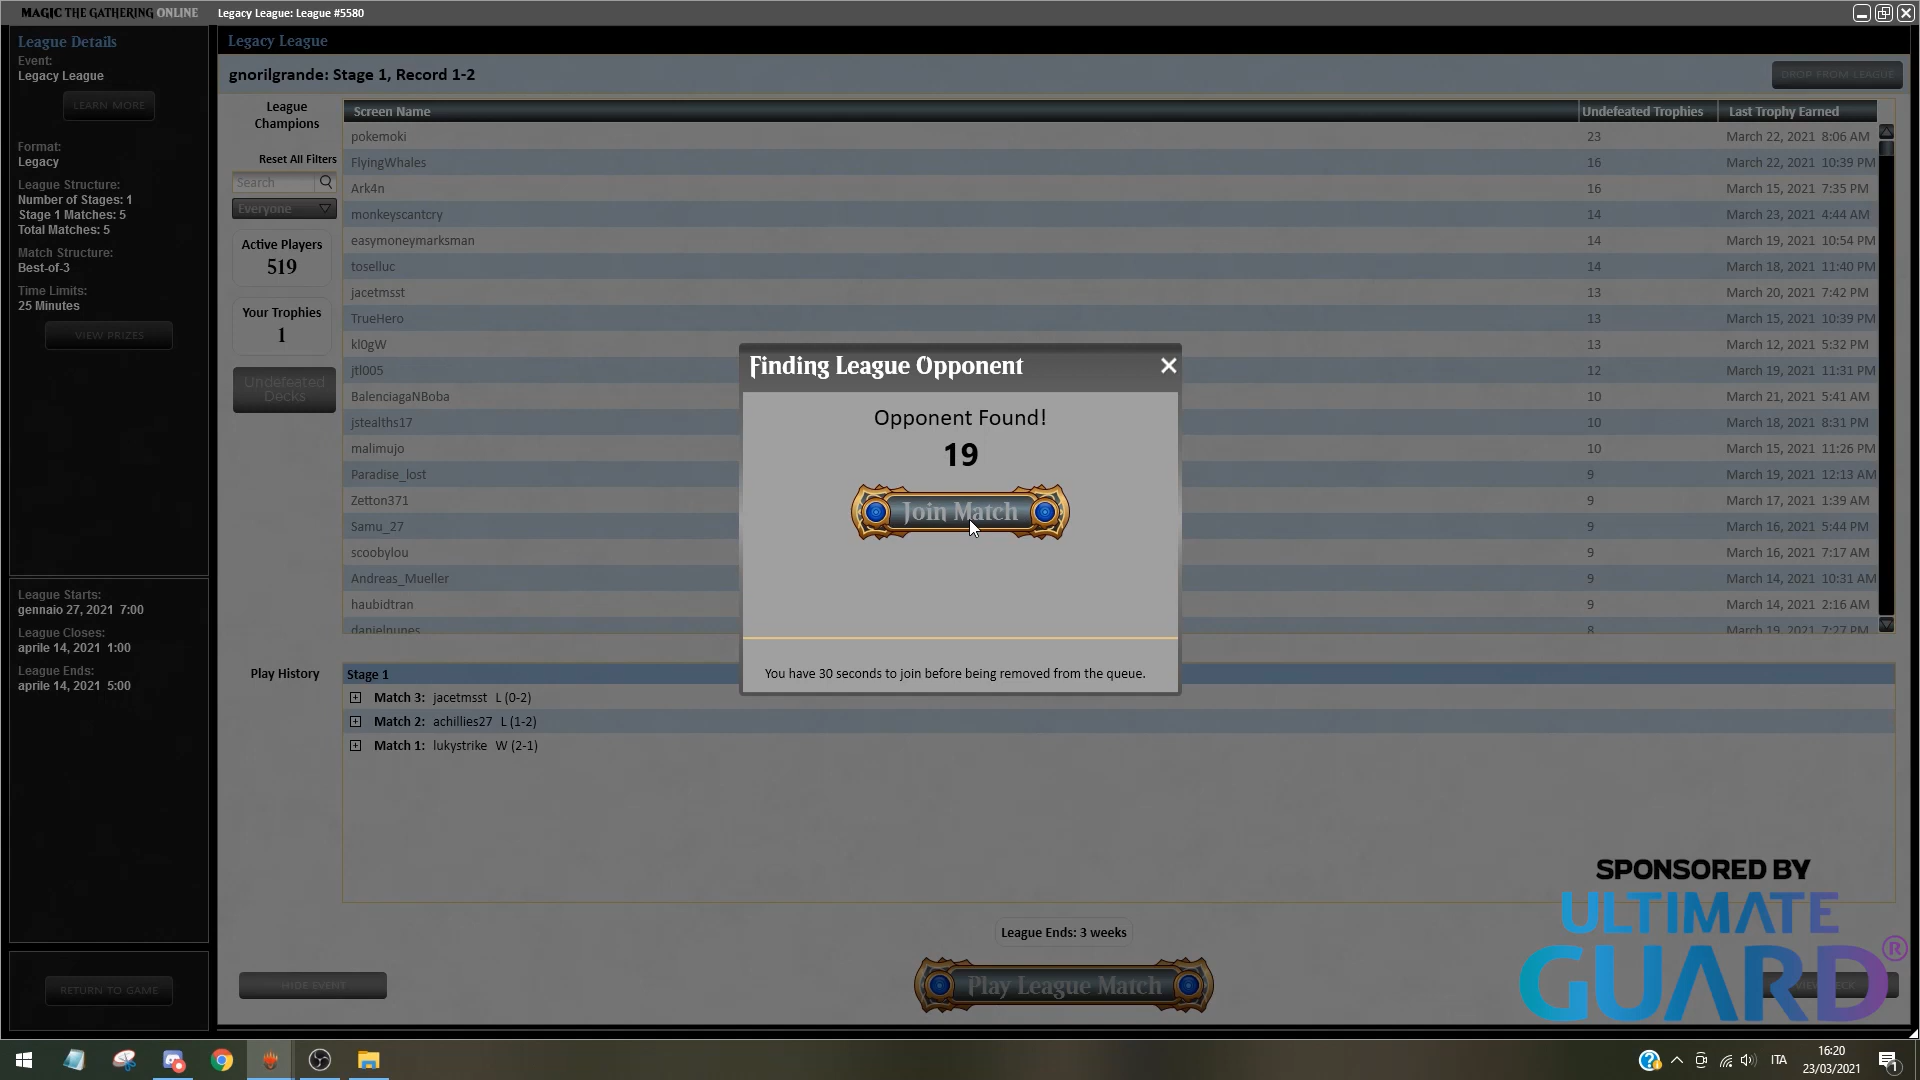 MAGIC THE GATHERING ONLINE
Legacy League: League #5580
League Details
Event:
Legacy League
LEARN MORE
Format:
Legacy
League Structure:
Number of Stages: 1
Stage 1 Matches: 5
Total Matches: 5
Match Structure:
Best-of-3
Time Limits:
25 Minutes
VIEW PRIZES
League Starts:
gennaio 27, 2021 7:00
League Closes:
aprile 14, 2021 1:00
League Ends:
aprile 14, 2021 5:00
RETURN TO GAME
Legacy League
gnorilgrande: Stage 1, Record 1-2
DROP FROM LEAGUE
League
Champions
Reset All Filters
Search
Everyone
Active Players
519
Your Trophies
1
Undefeated
Decks
Screen Name Undefeated Trophies Last Trophy Earned
pokemoki 23 March 22, 2021 8:06 AM
FlyingWhales 16 March 22, 2021 10:39 PM
Ark4n 16 March 15, 2021 7:35 PM
monkeyscantcry 14 March 23, 2021 4:44 AM
easymoneymarksman 14 March 19, 2021 10:54 PM
toselluc 14 March 18, 2021 11:40 PM
jacetmsst 13 March 20, 2021 7:42 PM
TrueHero 13 March 15, 2021 10:39 PM
kl0gW 13 March 12, 2021 5:32 PM
jtl005 12 March 19, 2021 11:31 PM
BalenciagaNBoba 10 March 21, 2021 5:41 AM
jstealths17 10 March 18, 2021 8:31 PM
malimujo 10 March 15, 2021 11:26 PM
Paradise_lost 9 March 19, 2021 12:13 AM
Zetton371 9 March 17, 2021 1:39 AM
Samu_27 9 March 16, 2021 5:44 PM
scoobylou 9 March 16, 2021 7:17 AM
Andreas_Mueller 9 March 14, 2021 10:31 AM
haubidtran 9 March 14, 2021 2:16 AM
danielnunes 8 March 19, 2021 7:27 PM
Finding League Opponent
Opponent Found!
19
Join Match
You have 30 seconds to join before being removed from the queue.
Play History
Stage 1
Match 3: jacetmsst L (0-2)
Match 2: achillies27 L (1-2)
Match 1: lukystrike W (2-1)
League Ends: 3 weeks
HIDE EVENT
Play League Match
SPONSORED BY
ULTIMATE
GUARD®
ITA
16:20
23/03/2021
1